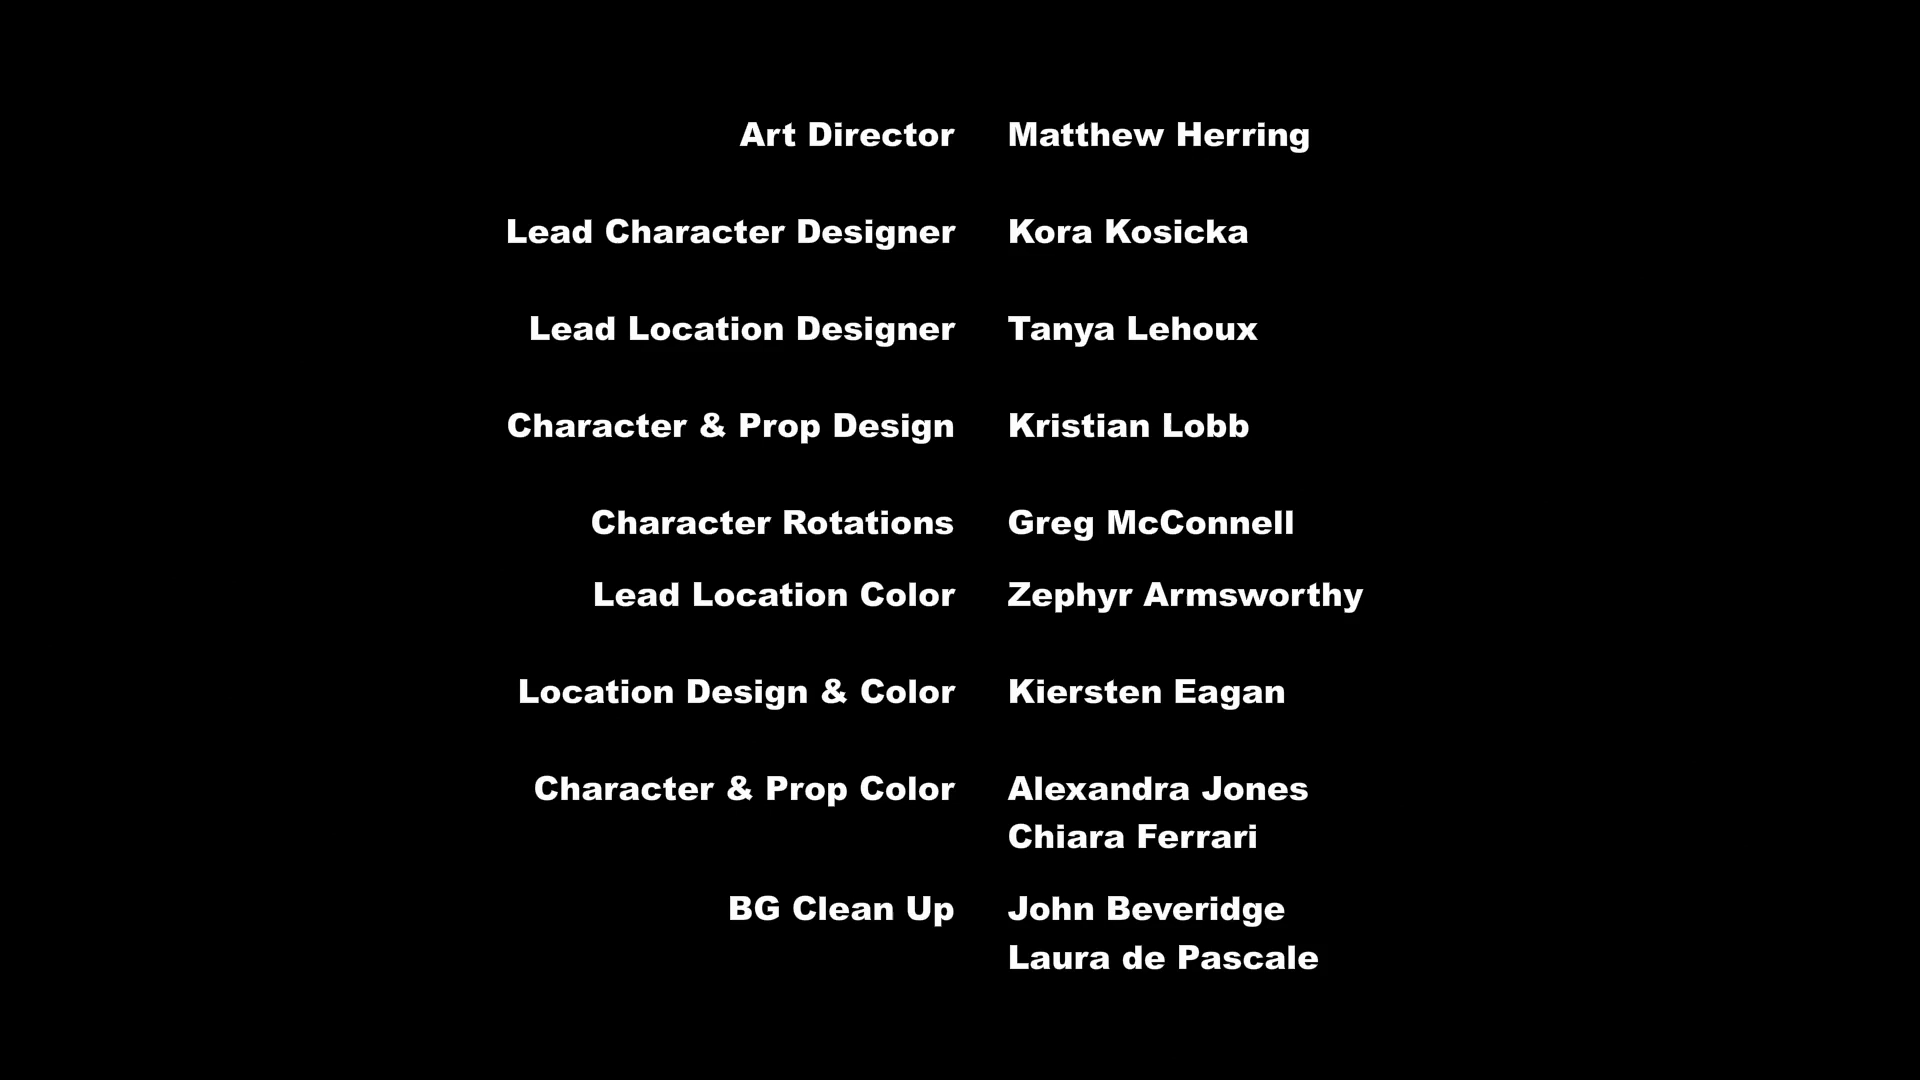 Art Director Matthew Herring
Lead Character Designer Kora Kosicka
Lead Location Designer Tanya Lehoux
Character & Prop Design Kristian Lobb
Character Rotations Greg McConnell
Lead Location Color Zephyr Armsworthy
Location Design & Color Kiersten Eagan
Character & Prop Color Alexandra Jones
Chiara Ferrari
BG Clean Up John Beveridge
Laura de Pascale